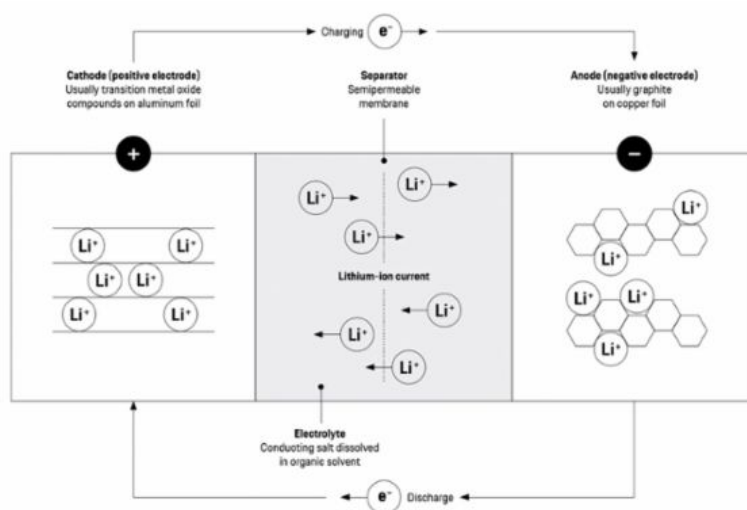 Charging e⁻
Cathode (positive electrode)
Usually transition metal oxide
compounds on aluminum foil
Separator
Semipermeable
membrane
Anode (negative electrode)
Usually graphite
on copper foil
+
−
Li⁺
Li⁺
Li⁺
Li⁺
Li⁺
Li⁺
Li⁺
Li⁺
Li⁺
Li⁺
Lithium-ion current
Li⁺
Li⁺
Li⁺
Li⁺
Li⁺
Li⁺
Li⁺
Li⁺
Electrolyte
Conducting salt dissolved
in organic solvent
e⁻ Discharge